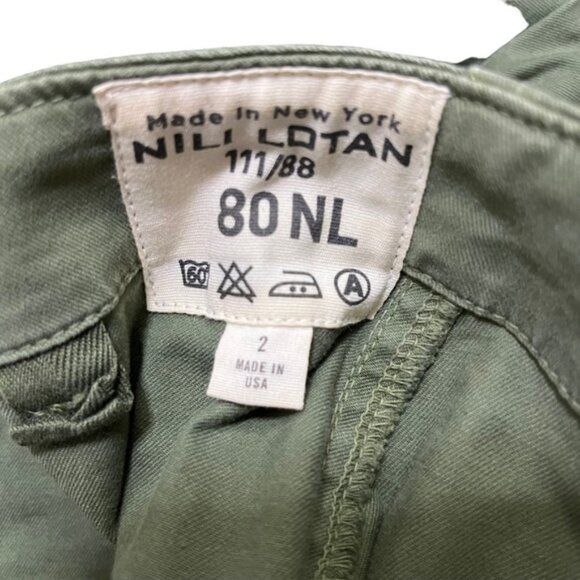 Made In New York
NILI LOTAN
111/88
80 NL
60 A
2
MADE IN
USA